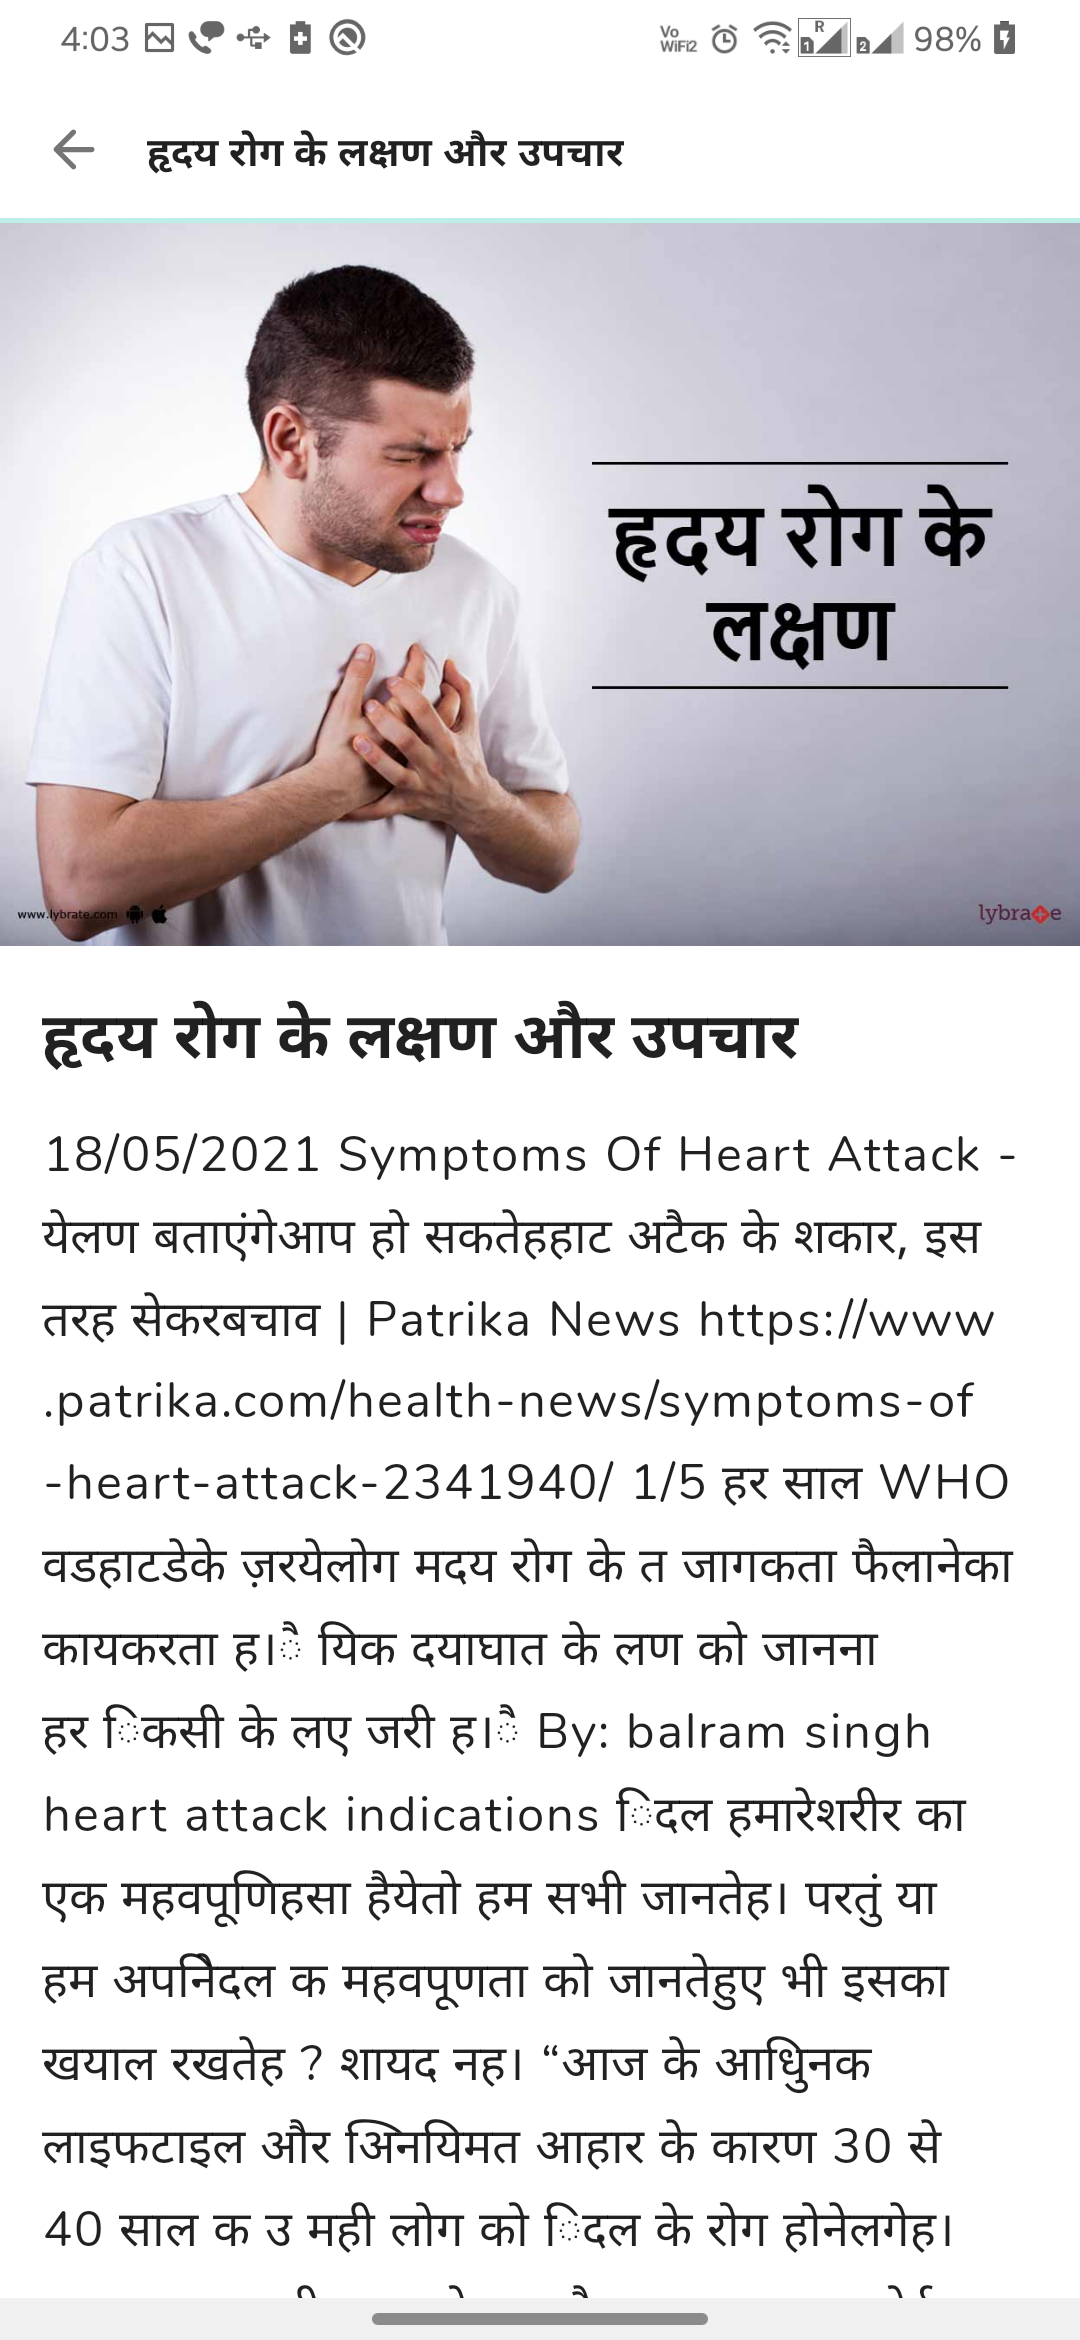 4:03
Vo WiFi2 R 1 2 98%
हृदय रोग के लक्षण और उपचार
हृदय रोग के
लक्षण
www.lybrate.com
lybrate
हृदय रोग के लक्षण और उपचार
18/05/2021 Symptoms Of Heart Attack -
येलण बताएंगेआप हो सकतेहहाट अटैक के शकार, इस
तरह सेकरबचाव | Patrika News https://www
.patrika.com/health-news/symptoms-of
-heart-attack-2341940/ 1/5 हर साल WHO
वडहाटडेके ज़रयेलोग मदय रोग के त जागकता फैलानेका
कायकरता ह।ै यिक दयाघात के लण को जानना
हर िकसी के लए जरी ह।ै By: balram singh
heart attack indications िदल हमारेशरीर का
एक महवपूणिहसा हैयेतो हम सभी जानतेह। परतुं या
हम अपनेिदल क महवपूणता को जानतेहुए भी इसका
खयाल रखतेह ? शायद नह। “आज के आधुिनक
लाइफटाइल और अिनयिमत आहार के कारण 30 से
40 साल क उ मही लोग को िदल के रोग होनेलगेह।